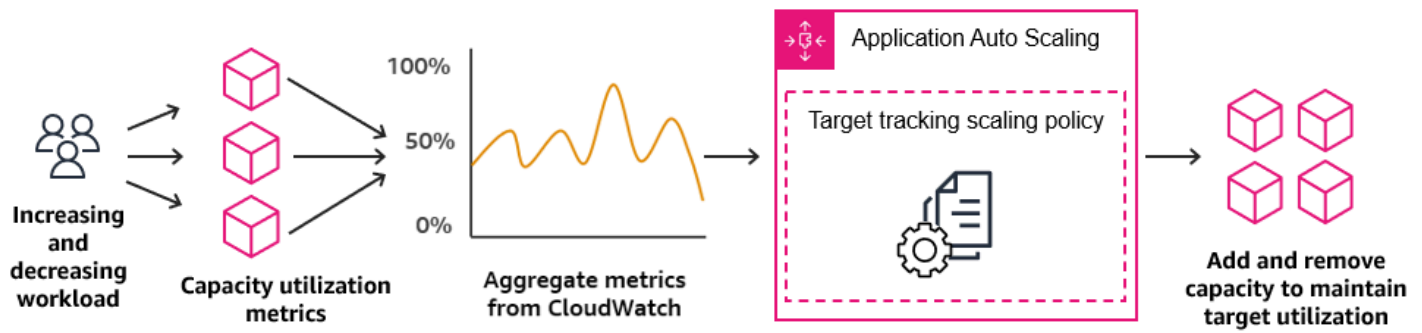 Increasing
and
decreasing
workload
Capacity utilization
metrics
100%
50%
0%
Aggregate metrics
from CloudWatch
Application Auto Scaling
Target tracking scaling policy
Add and remove
capacity to maintain
target utilization